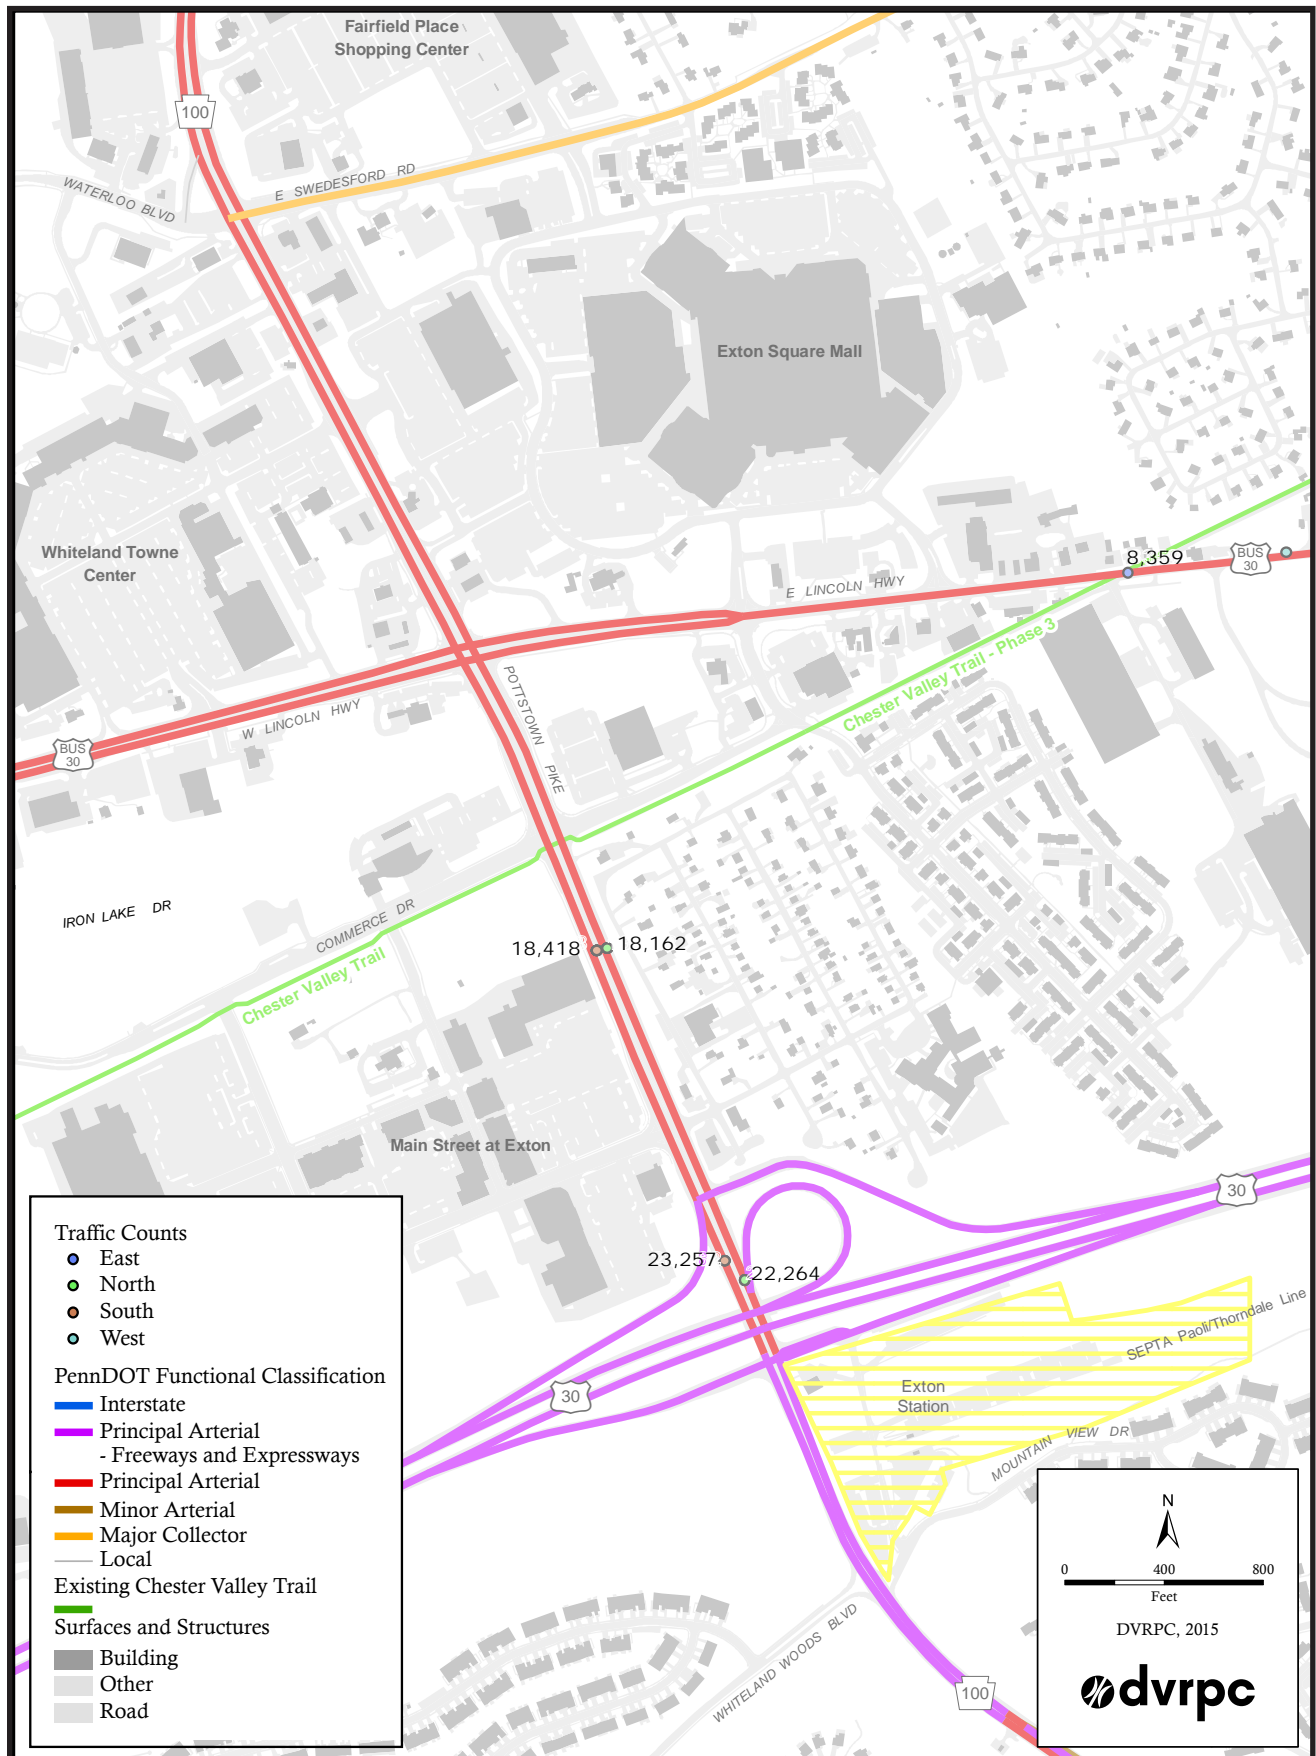 Fairfield Place
Shopping Center
100
WATERLOO BLVD
E SWEDESFORD RD
Exton Square Mall
Whiteland Towne
Center
8,359
BUS
30
E LINCOLN HWY
Chester Valley Trail - Phase 3
POTTSTOWN PIKE
W LINCOLN HWY
BUS
30
IRON LAKE DR
COMMERCE DR
Chester Valley Trail
18,418
18,162
Main Street at Exton
30
23,257
22,264
SEPTA Paoli/Thorndale Line
30
Exton
Station
MOUNTAIN VIEW DR
WHITELAND WOODS BLVD
100
Traffic Counts
East
North
South
West
PennDOT Functional Classification
Interstate
Principal Arterial
- Freeways and Expressways
Principal Arterial
Minor Arterial
Major Collector
Local
Existing Chester Valley Trail
Surfaces and Structures
Building
Other
Road
N
0 400 800
Feet
DVRPC, 2015
dvrpc